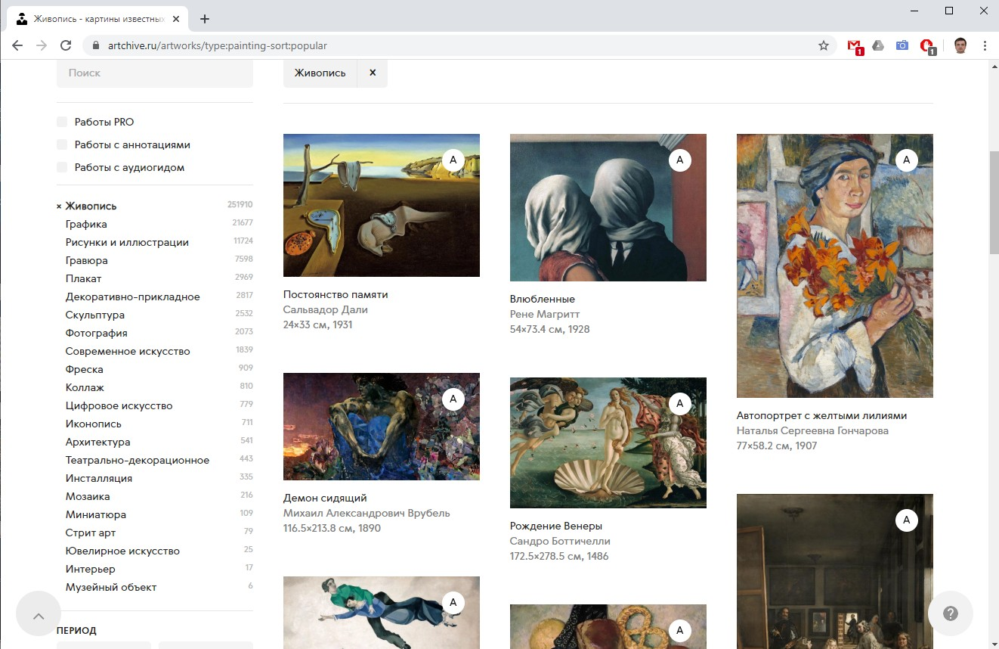 Живопись - картины известных
artchive.ru/artworks/type:painting-sort:popular
1
1
Поиск
Живопись ×
Работы PRO
Работы с аннотациями
Работы с аудиогидом
× Живопись 251910
Графика 21677
Рисунки и иллюстрации 11724
Гравюра 7598
Плакат 2969
Декоративно-прикладное 2817
Скульптура 2532
Фотография 2073
Современное искусство 1839
Фреска 909
Коллаж 810
Цифровое искусство 779
Иконопись 711
Архитектура 541
Театрально-декорационное 443
Инсталляция 335
Мозаика 216
Миниатюра 109
Стрит арт 79
Ювелирное искусство 25
Интерьер 17
Музейный объект 6
ПЕРИОД
A
Постоянство памяти
Сальвадор Дали
24×33 см, 1931
A
Влюбленные
Рене Магритт
54×73.4 см, 1928
A
Автопортрет с желтыми лилиями
Наталья Сергеевна Гончарова
77×58.2 см, 1907
A
Демон сидящий
Михаил Александрович Врубель
116.5×213.8 см, 1890
A
Рождение Венеры
Сандро Боттичелли
172.5×278.5 см, 1486
A
A
A
?